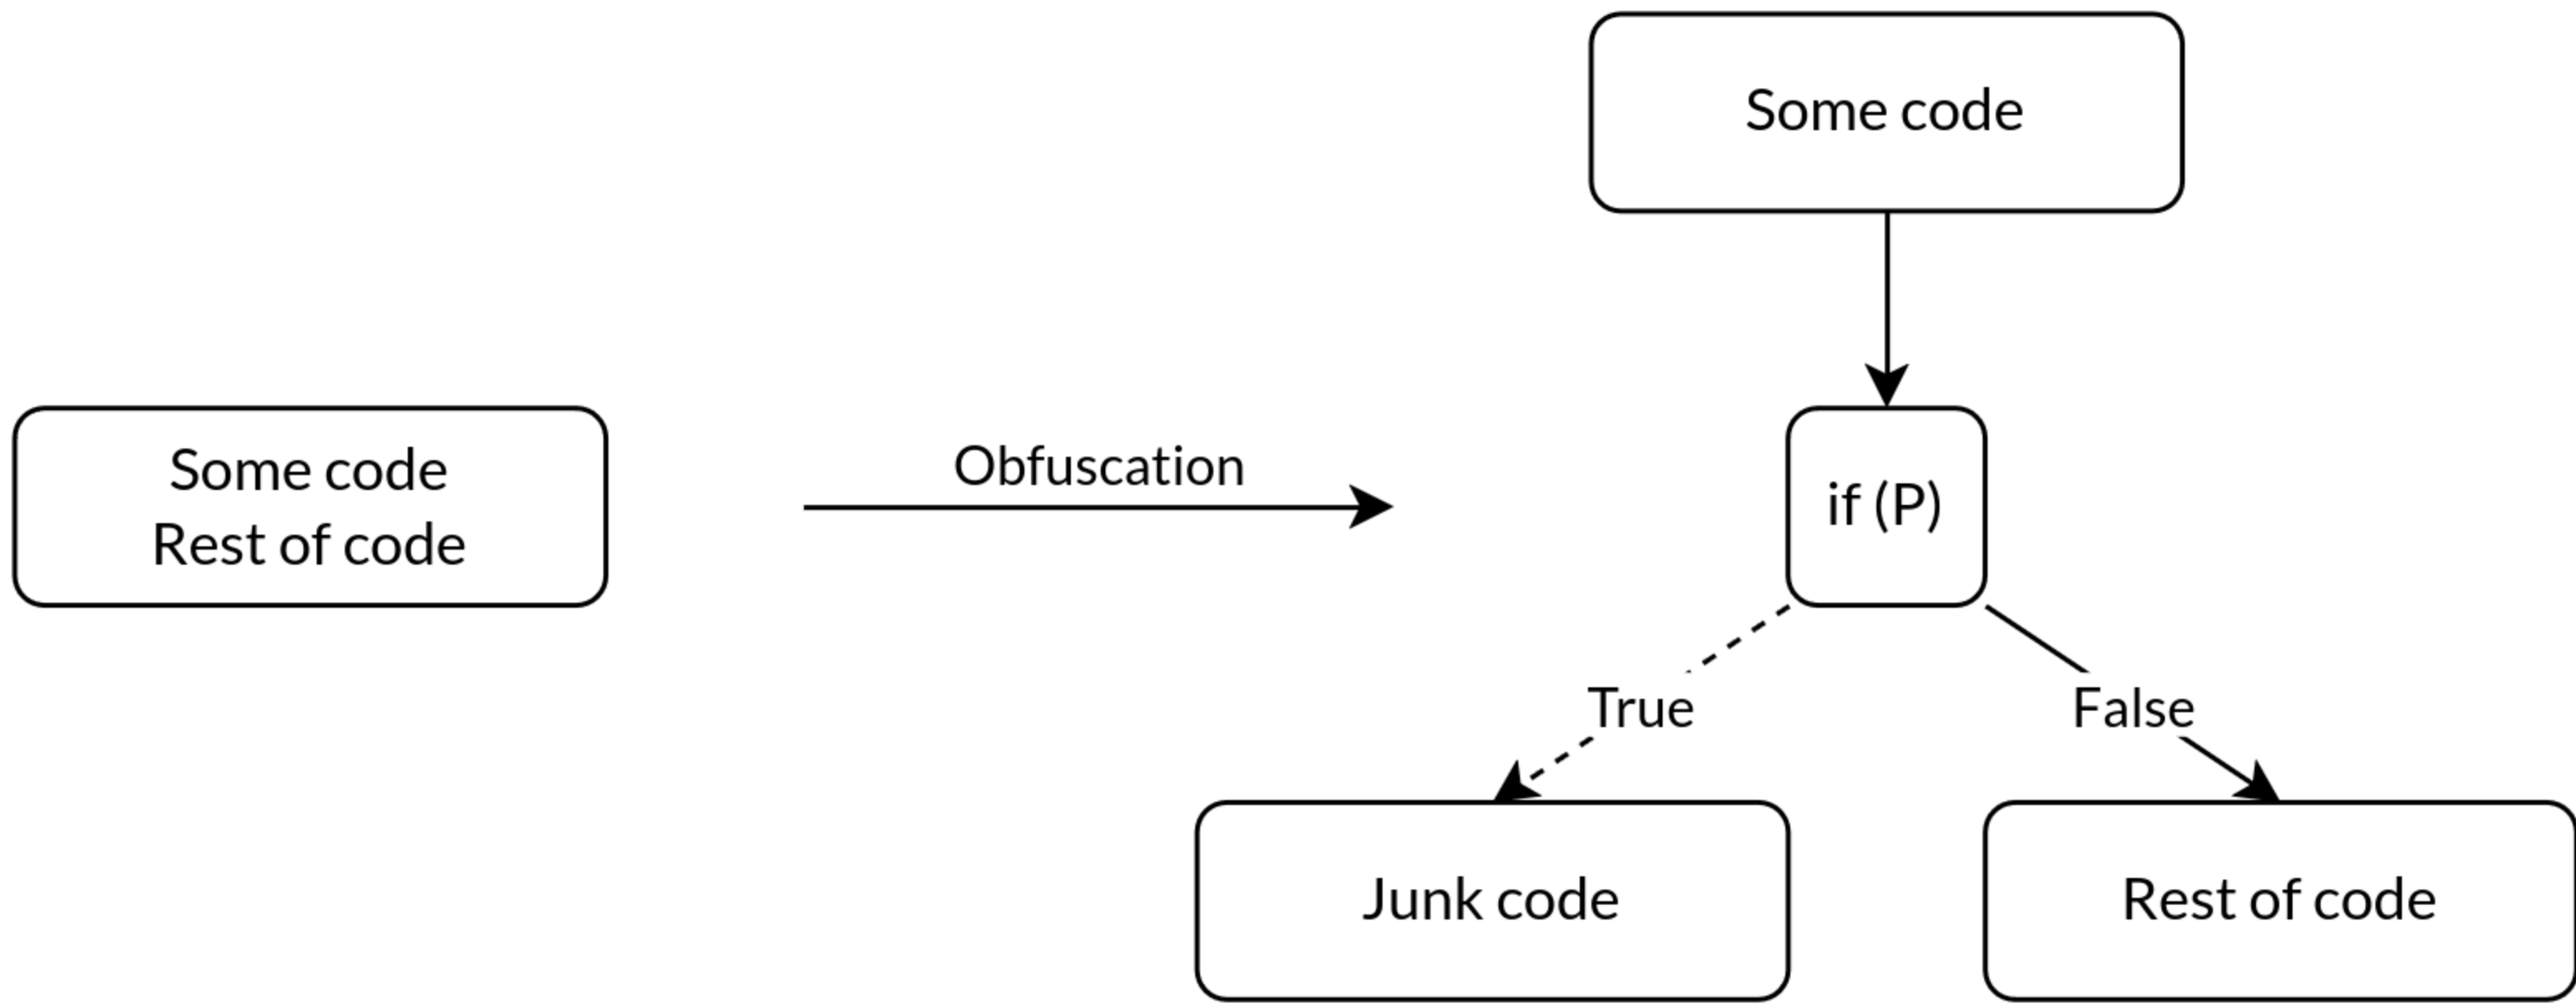 Some code
Some code
Rest of code
Obfuscation
if (P)
True
False
Junk code
Rest of code